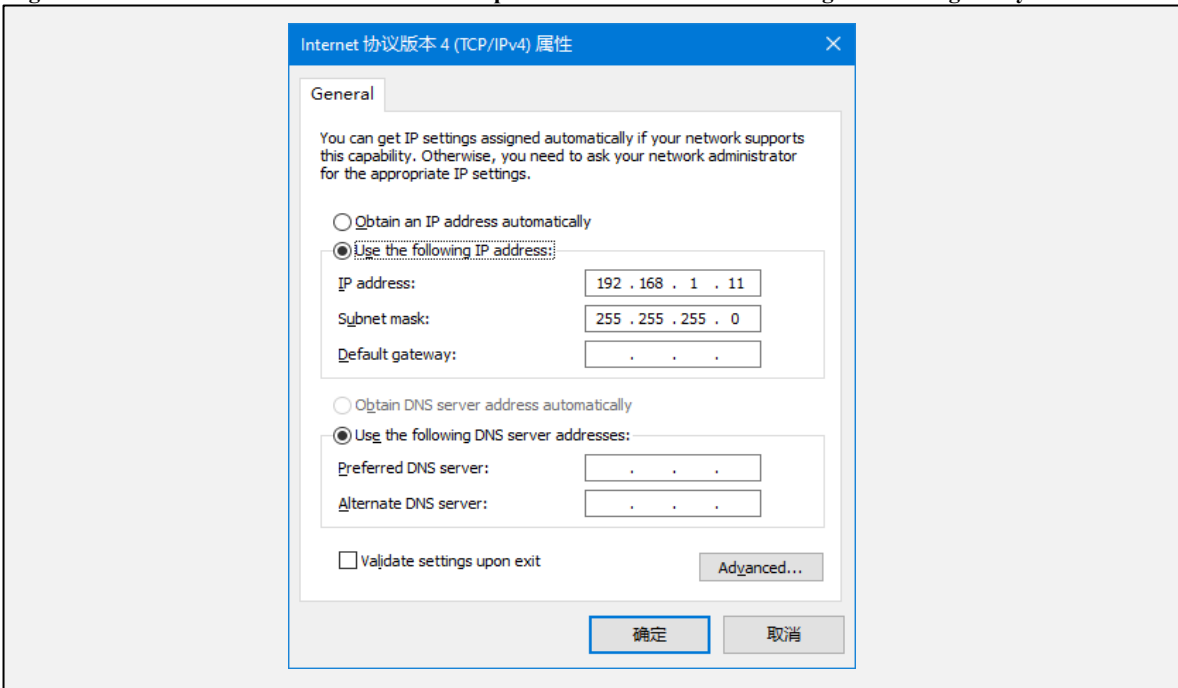 Internet 协议版本 4 (TCP/IPv4) 属性
General
You can get IP settings assigned automatically if your network supports
this capability. Otherwise, you need to ask your network administrator
for the appropriate IP settings.
Obtain an IP address automatically
Use the following IP address:
IP address: 192 . 168 . 1 . 11
Subnet mask: 255 . 255 . 255 . 0
Default gateway: . . .
Obtain DNS server address automatically
Use the following DNS server addresses:
Preferred DNS server: . . .
Alternate DNS server: . . .
Validate settings upon exit
Advanced...
确定 取消